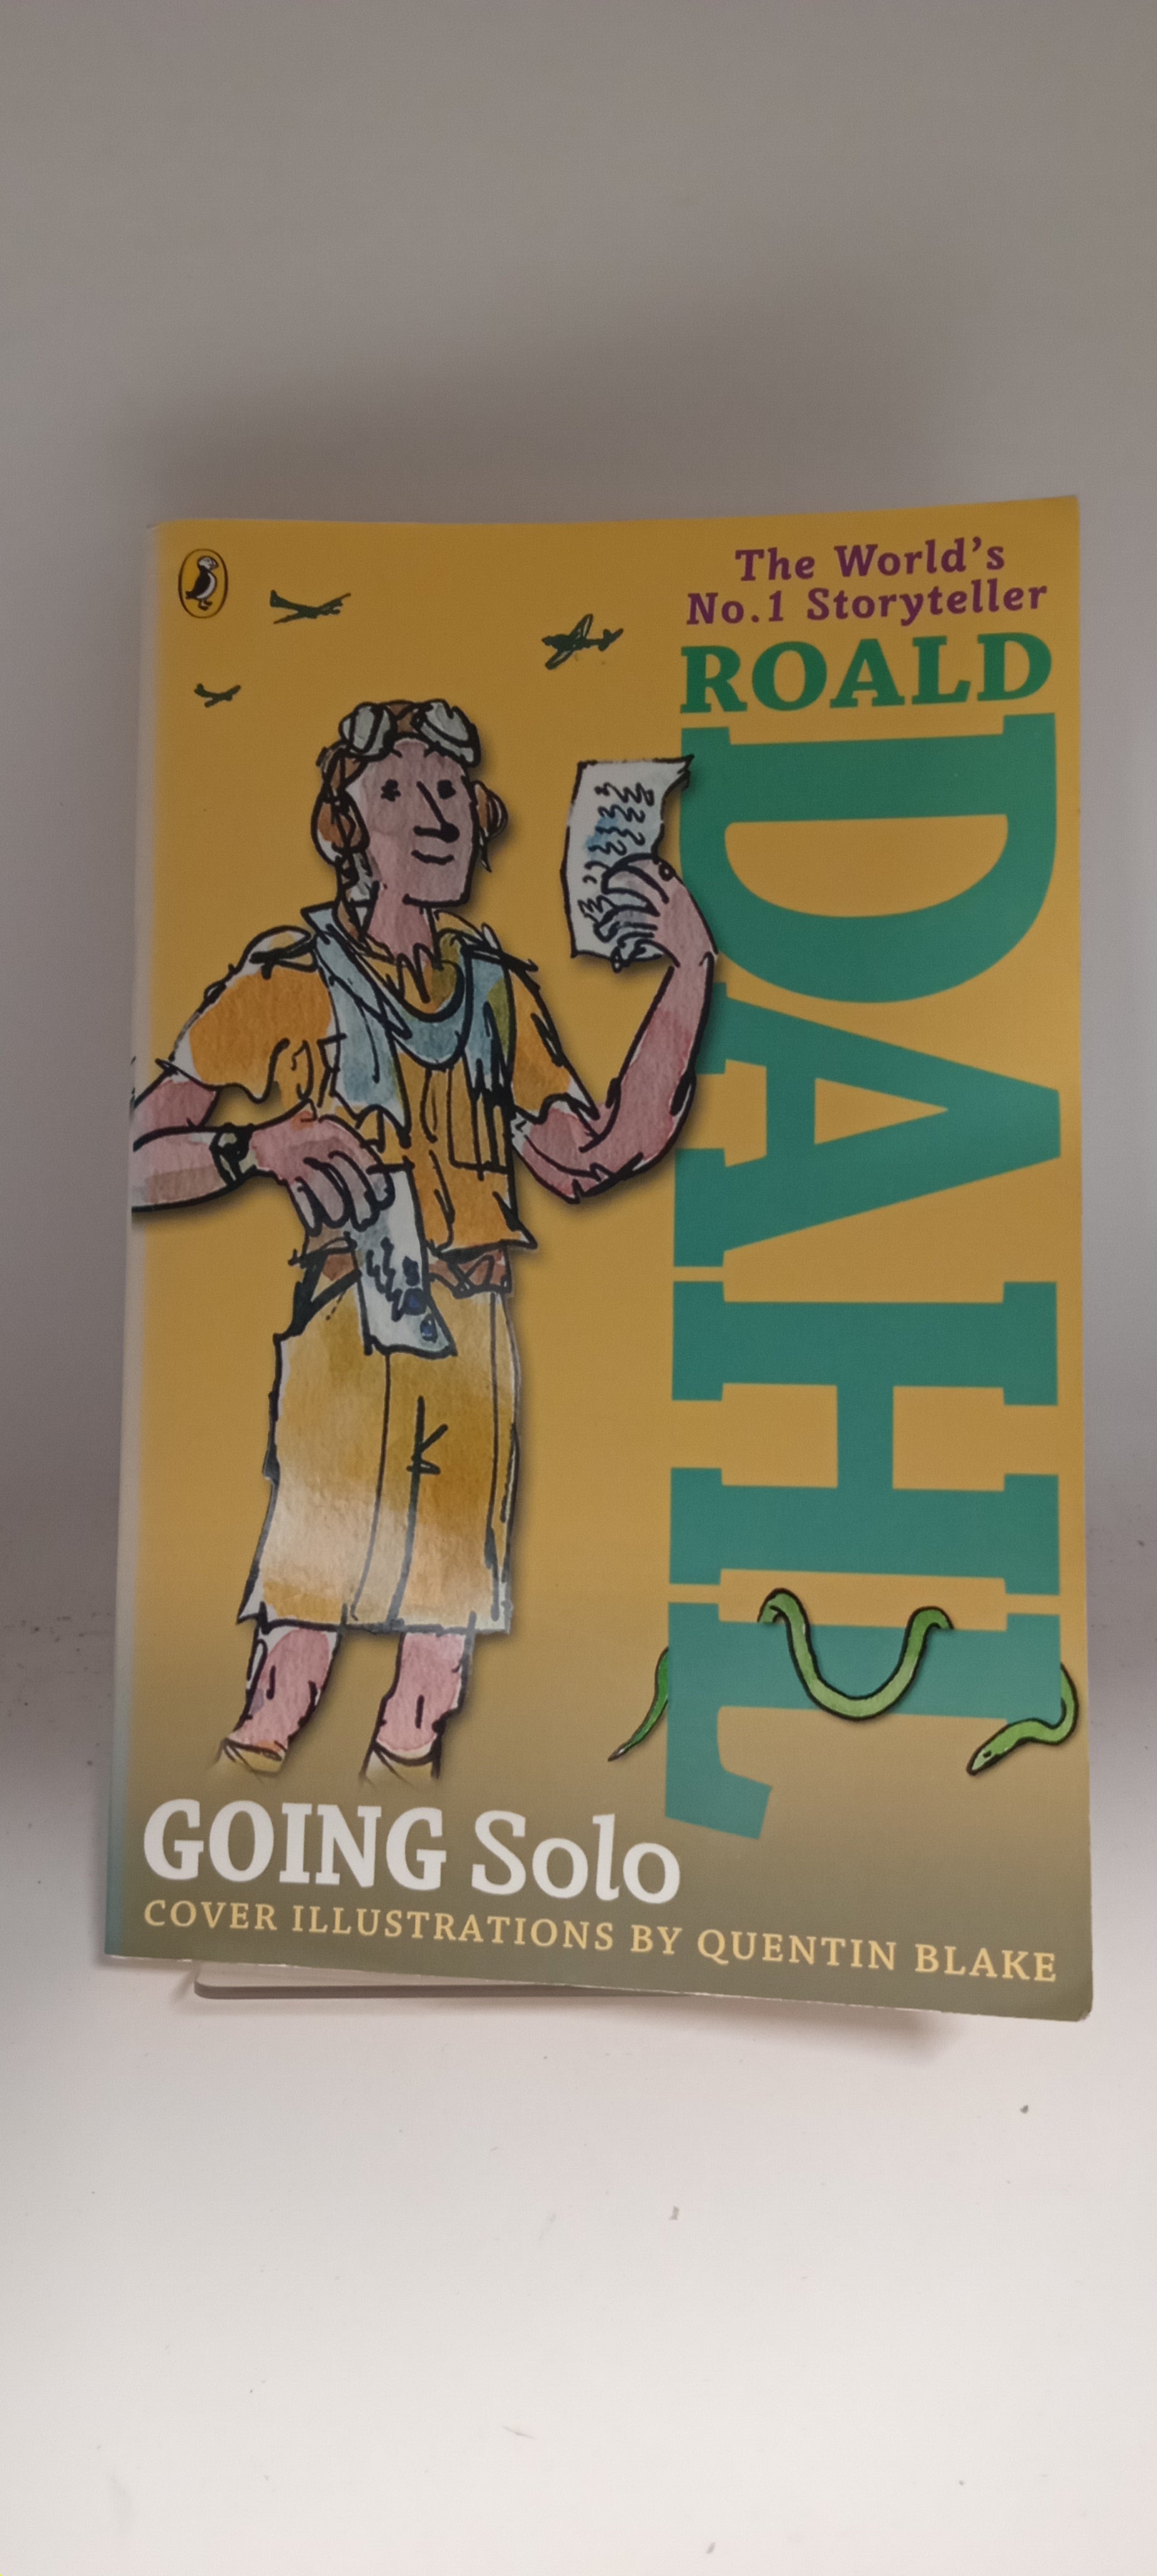 The World's
No.1 Storyteller
ROALD
DAHL
GOING Solo
COVER ILLUSTRATIONS BY QUENTIN BLAKE